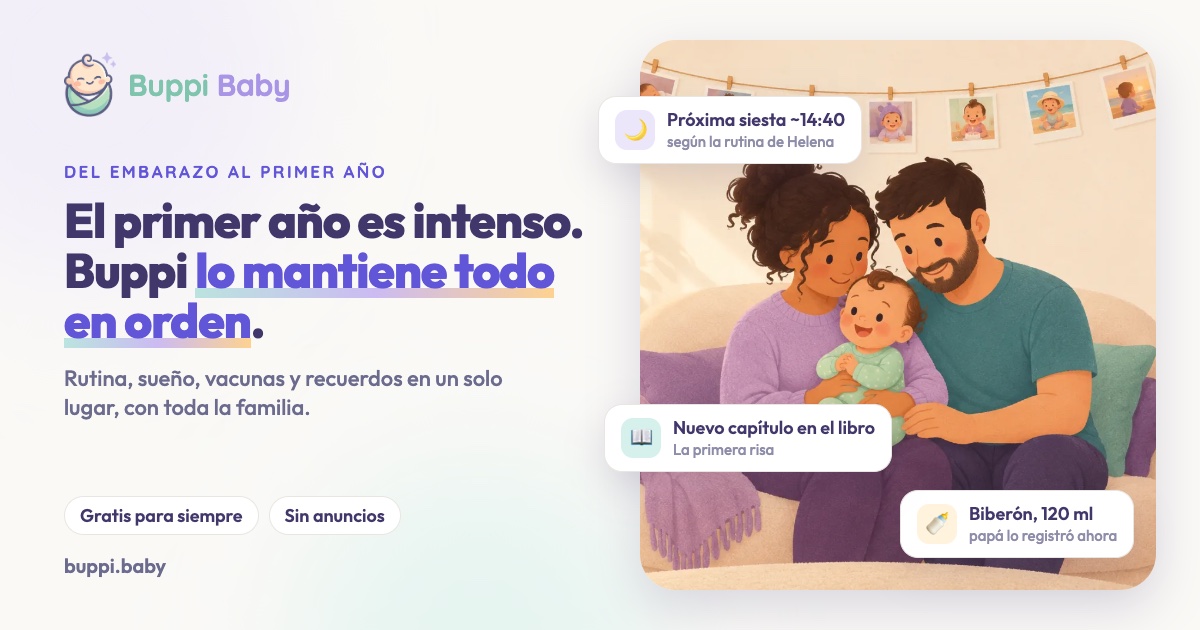 Buppi Baby
DEL EMBARAZO AL PRIMER AÑO
El primer año es intenso.
Buppi lo mantiene todo
en orden.
Rutina, sueño, vacunas y recuerdos en un solo
lugar, con toda la familia.
Gratis para siempre
Sin anuncios
buppi.baby
Próxima siesta ~14:40
según la rutina de Helena
Nuevo capítulo en el libro
La primera risa
Biberón, 120 ml
papá lo registró ahora